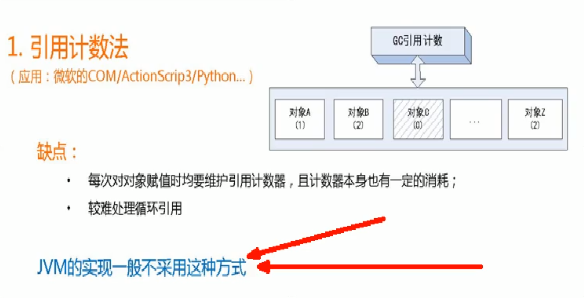 1. 引用计数法
（应用：微软的COM/ActionScrip3/Python...）
GC引用计数
对象A
(1)
对象B
(2)
对象C
(0)
...
对象Z
(2)
缺点：
• 每次对对象赋值时均要维护引用计数器，且计数器本身也有一定的消耗；
• 较难处理循环引用
JVM的实现一般不采用这种方式